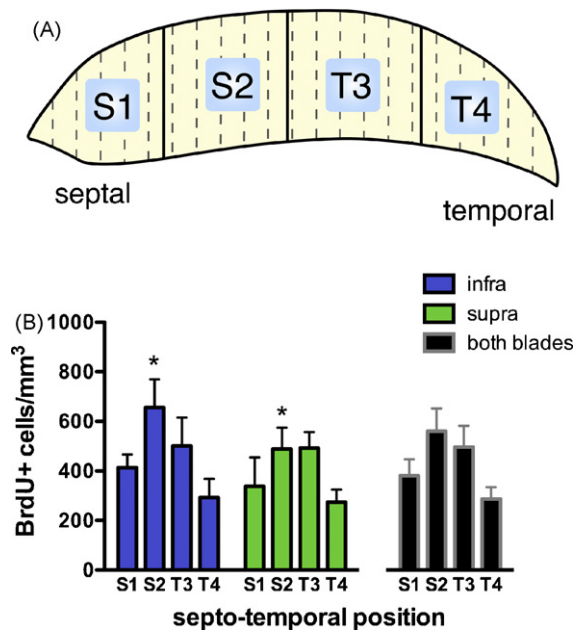 (A)
S1 S2 T3 T4
septal
temporal
infra
supra
both blades
(B)
BrdU+ cells/mm³
1000
800
600
400
200
0
* *
S1 S2 T3 T4 S1 S2 T3 T4 S1 S2 T3 T4
septo-temporal position